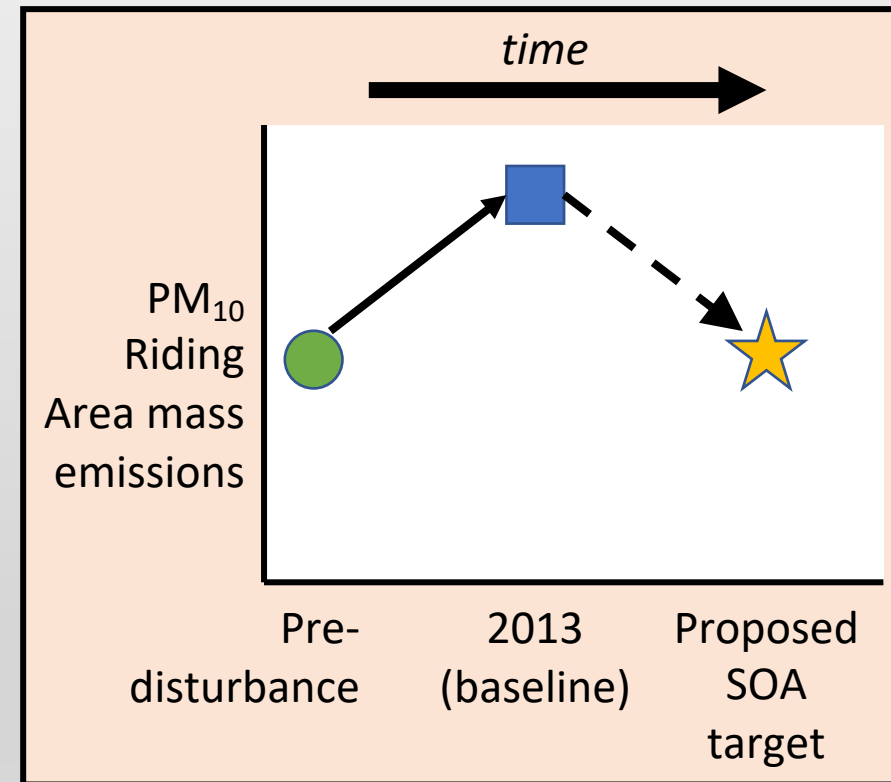 time
PM₁₀
Riding
Area mass
emissions
Pre-
disturbance
2013
(baseline)
Proposed
SOA
target